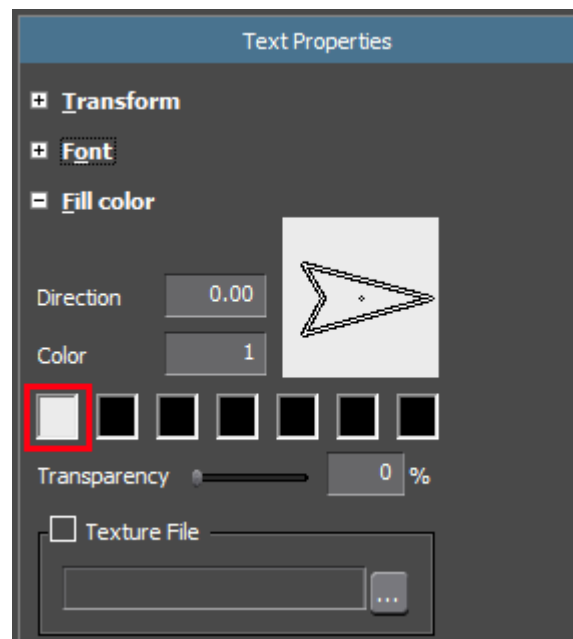 Text Properties
Transform
Font
Fill color
Direction 0.00
Color 1
Transparency 0 %
Texture File
...